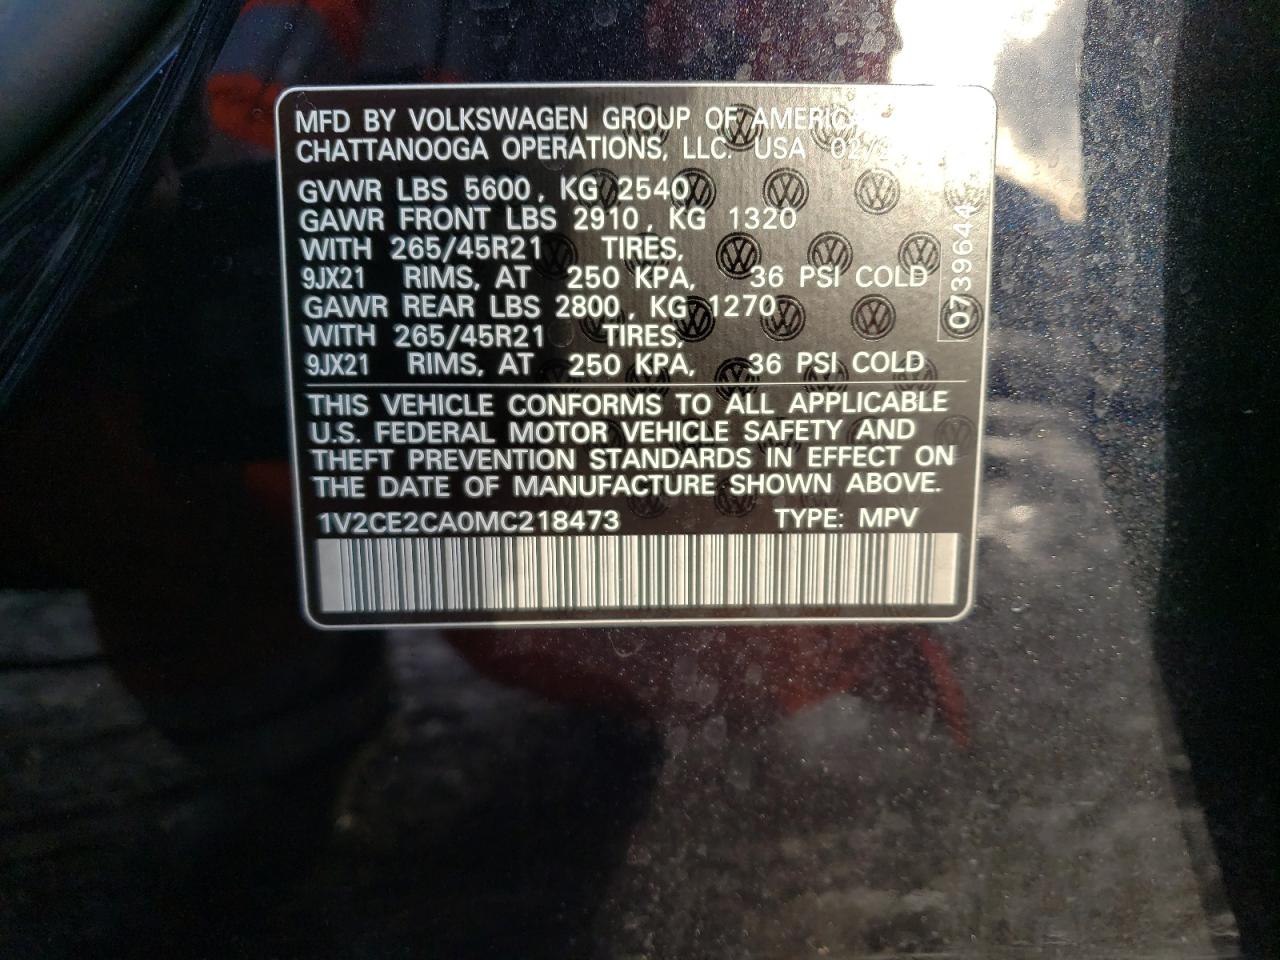 MFD BY VOLKSWAGEN GROUP OF AMERICA
CHATTANOOGA OPERATIONS, LLC. USA 02/
GVWR LBS 5600, KG 2540
GAWR FRONT LBS 2910, KG 1320
WITH 265/45R21 TIRES,
9JX21 RIMS, AT 250 KPA, 36 PSI COLD
GAWR REAR LBS 2800, KG 1270
WITH 265/45R21 TIRES,
9JX21 RIMS, AT 250 KPA, 36 PSI COLD
0739644
THIS VEHICLE CONFORMS TO ALL APPLICABLE
U.S. FEDERAL MOTOR VEHICLE SAFETY AND
THEFT PREVENTION STANDARDS IN EFFECT ON
THE DATE OF MANUFACTURE SHOWN ABOVE.
1V2CE2CA0MC218473 TYPE: MPV